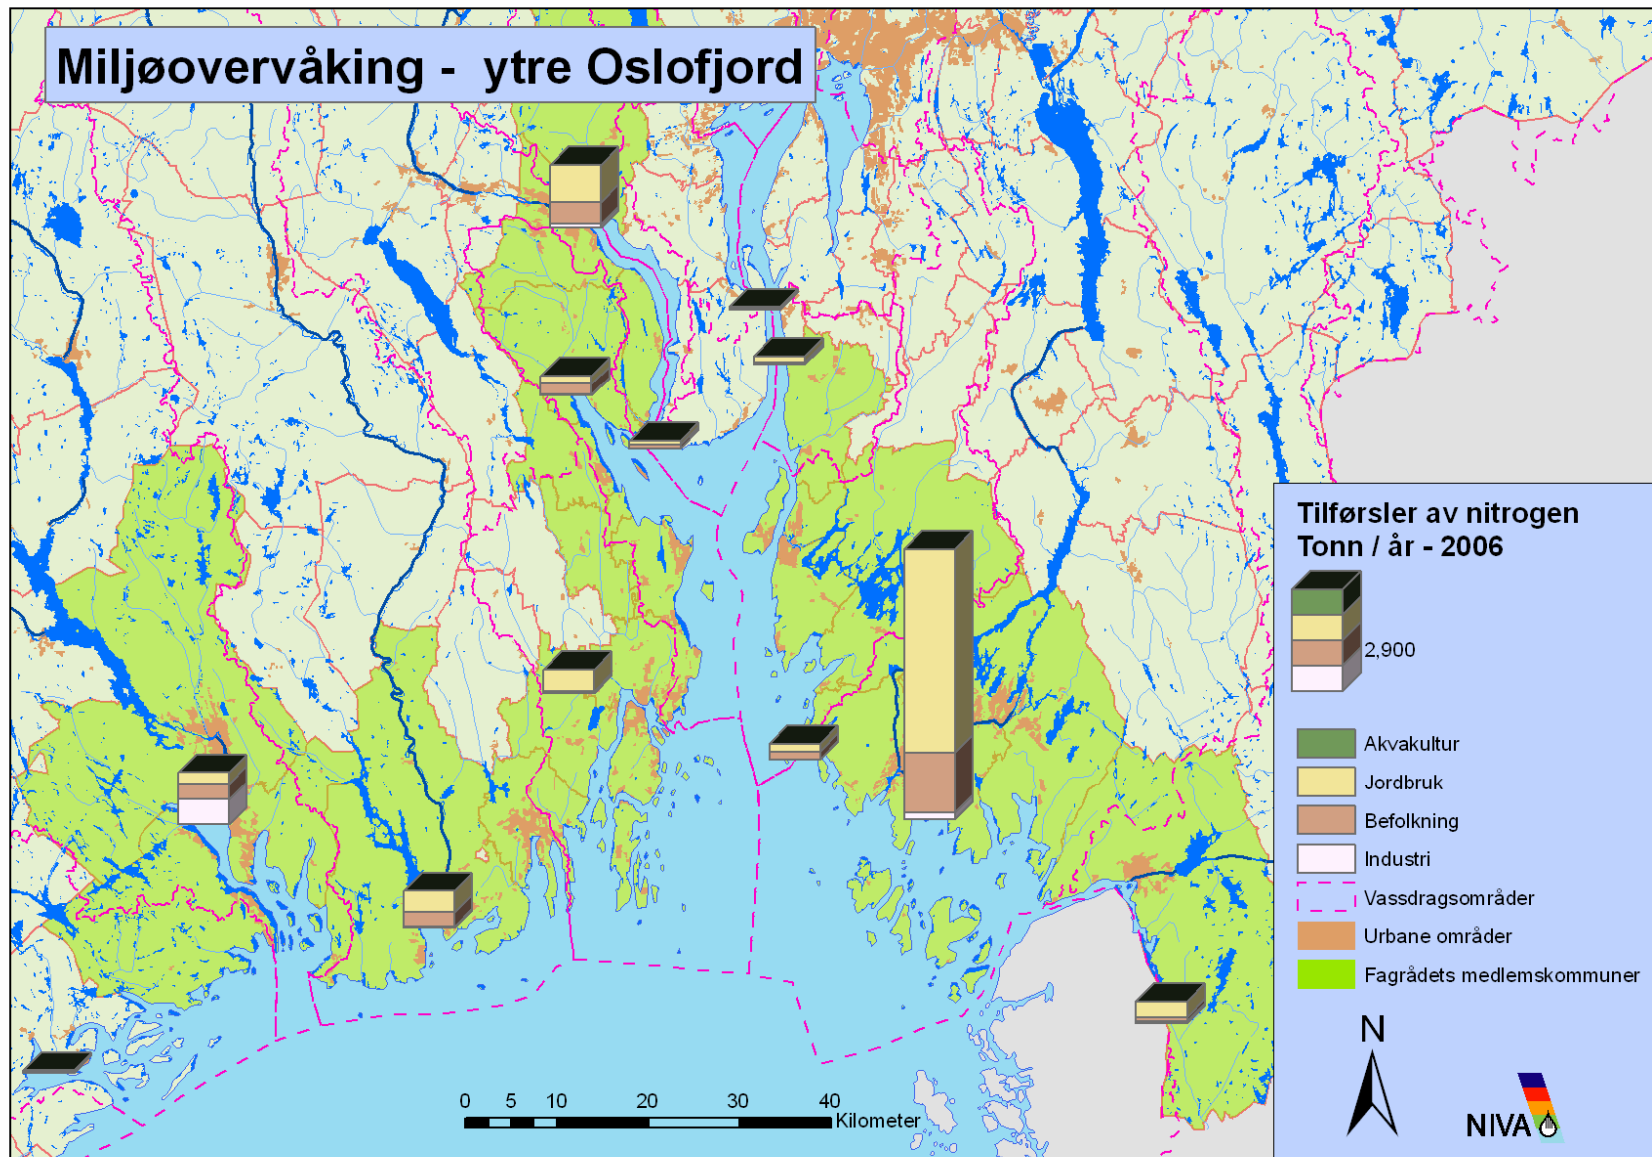 Miljøovervåking - ytre Oslofjord
Tilførsler av nitrogen
Tonn / år - 2006
2,900
Akvakultur
Jordbruk
Befolkning
Industri
Vassdragsområder
Urbane områder
Fagrådets medlemskommuner
N
NIVA
0 5 10 20 30 40
Kilometer